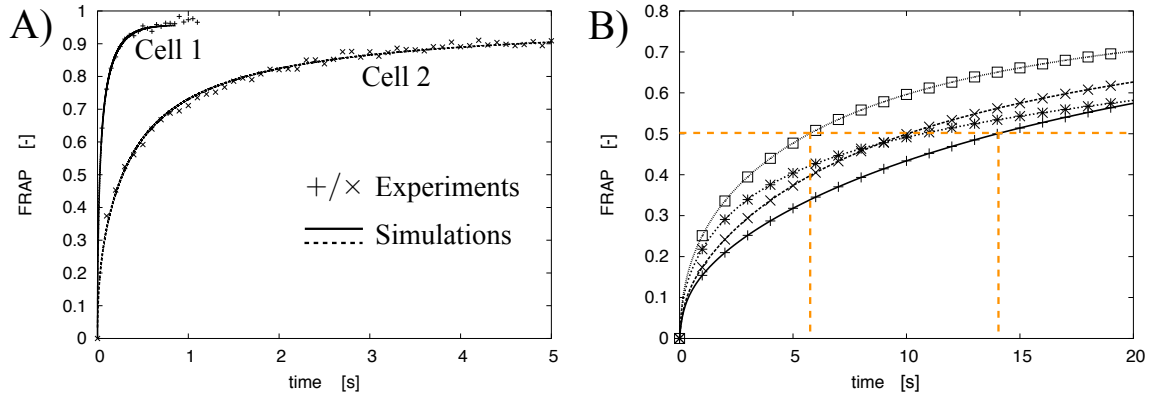 A)
1
0.9
0.8
0.7
0.6
0.5
0.4
0.3
0.2
0.1
0
FRAP [-]
Cell 1
Cell 2
+/× Experiments
Simulations
0 1 2 3 4 5
time [s]
B)
0.8
0.7
0.6
0.5
0.4
0.3
0.2
0.1
0
FRAP [-]
0 5 10 15 20
time [s]